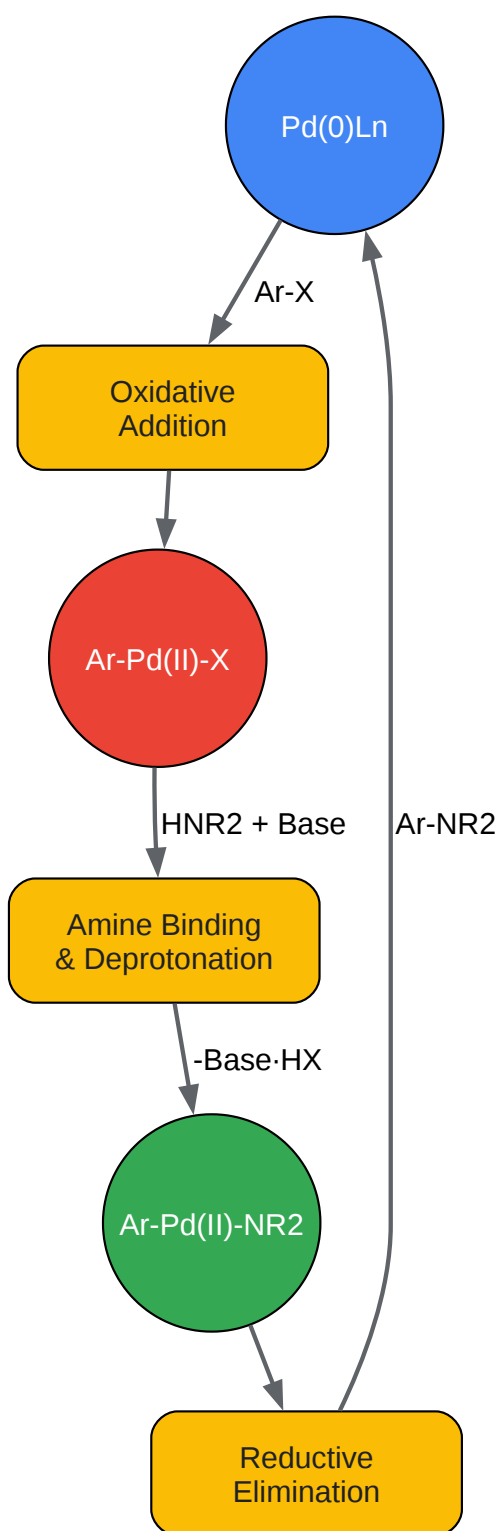 Pd(0)Ln
Ar-X
Oxidative
Addition
Ar-Pd(II)-X
HNR2 + Base
Ar-NR2
Amine Binding
& Deprotonation
-Base·HX
Ar-Pd(II)-NR2
Reductive
Elimination